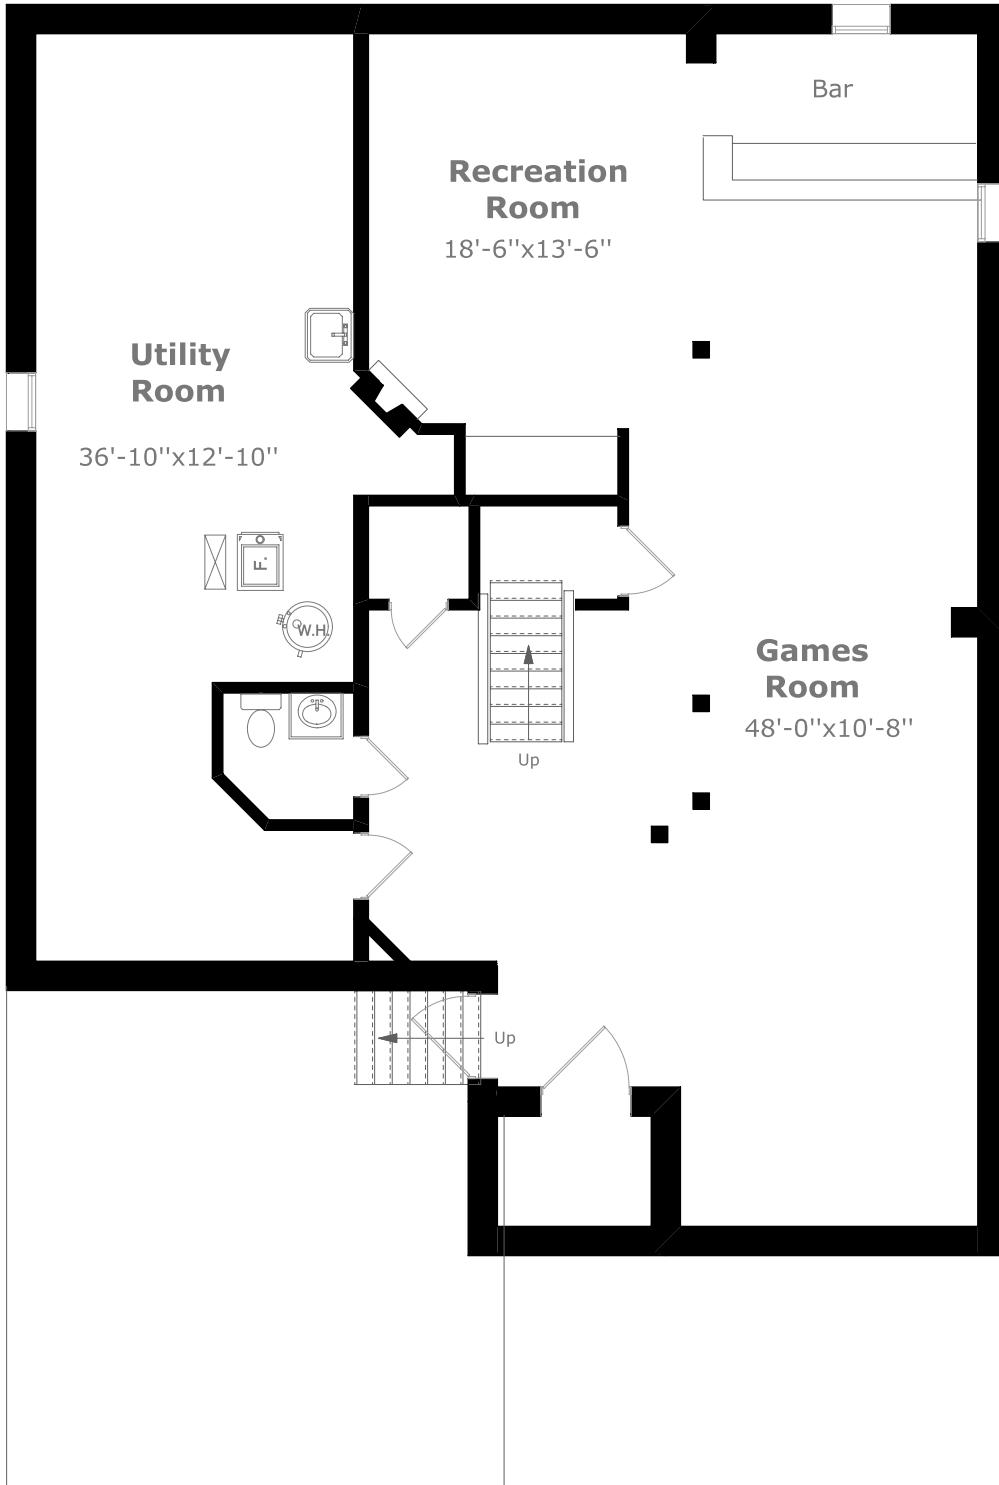 Bar
Recreation
Room
18'-6"x13'-6"
Utility
Room
36'-10"x12'-10"
F.
W.H.
Games
Room
48'-0"x10'-8"
Up
Up